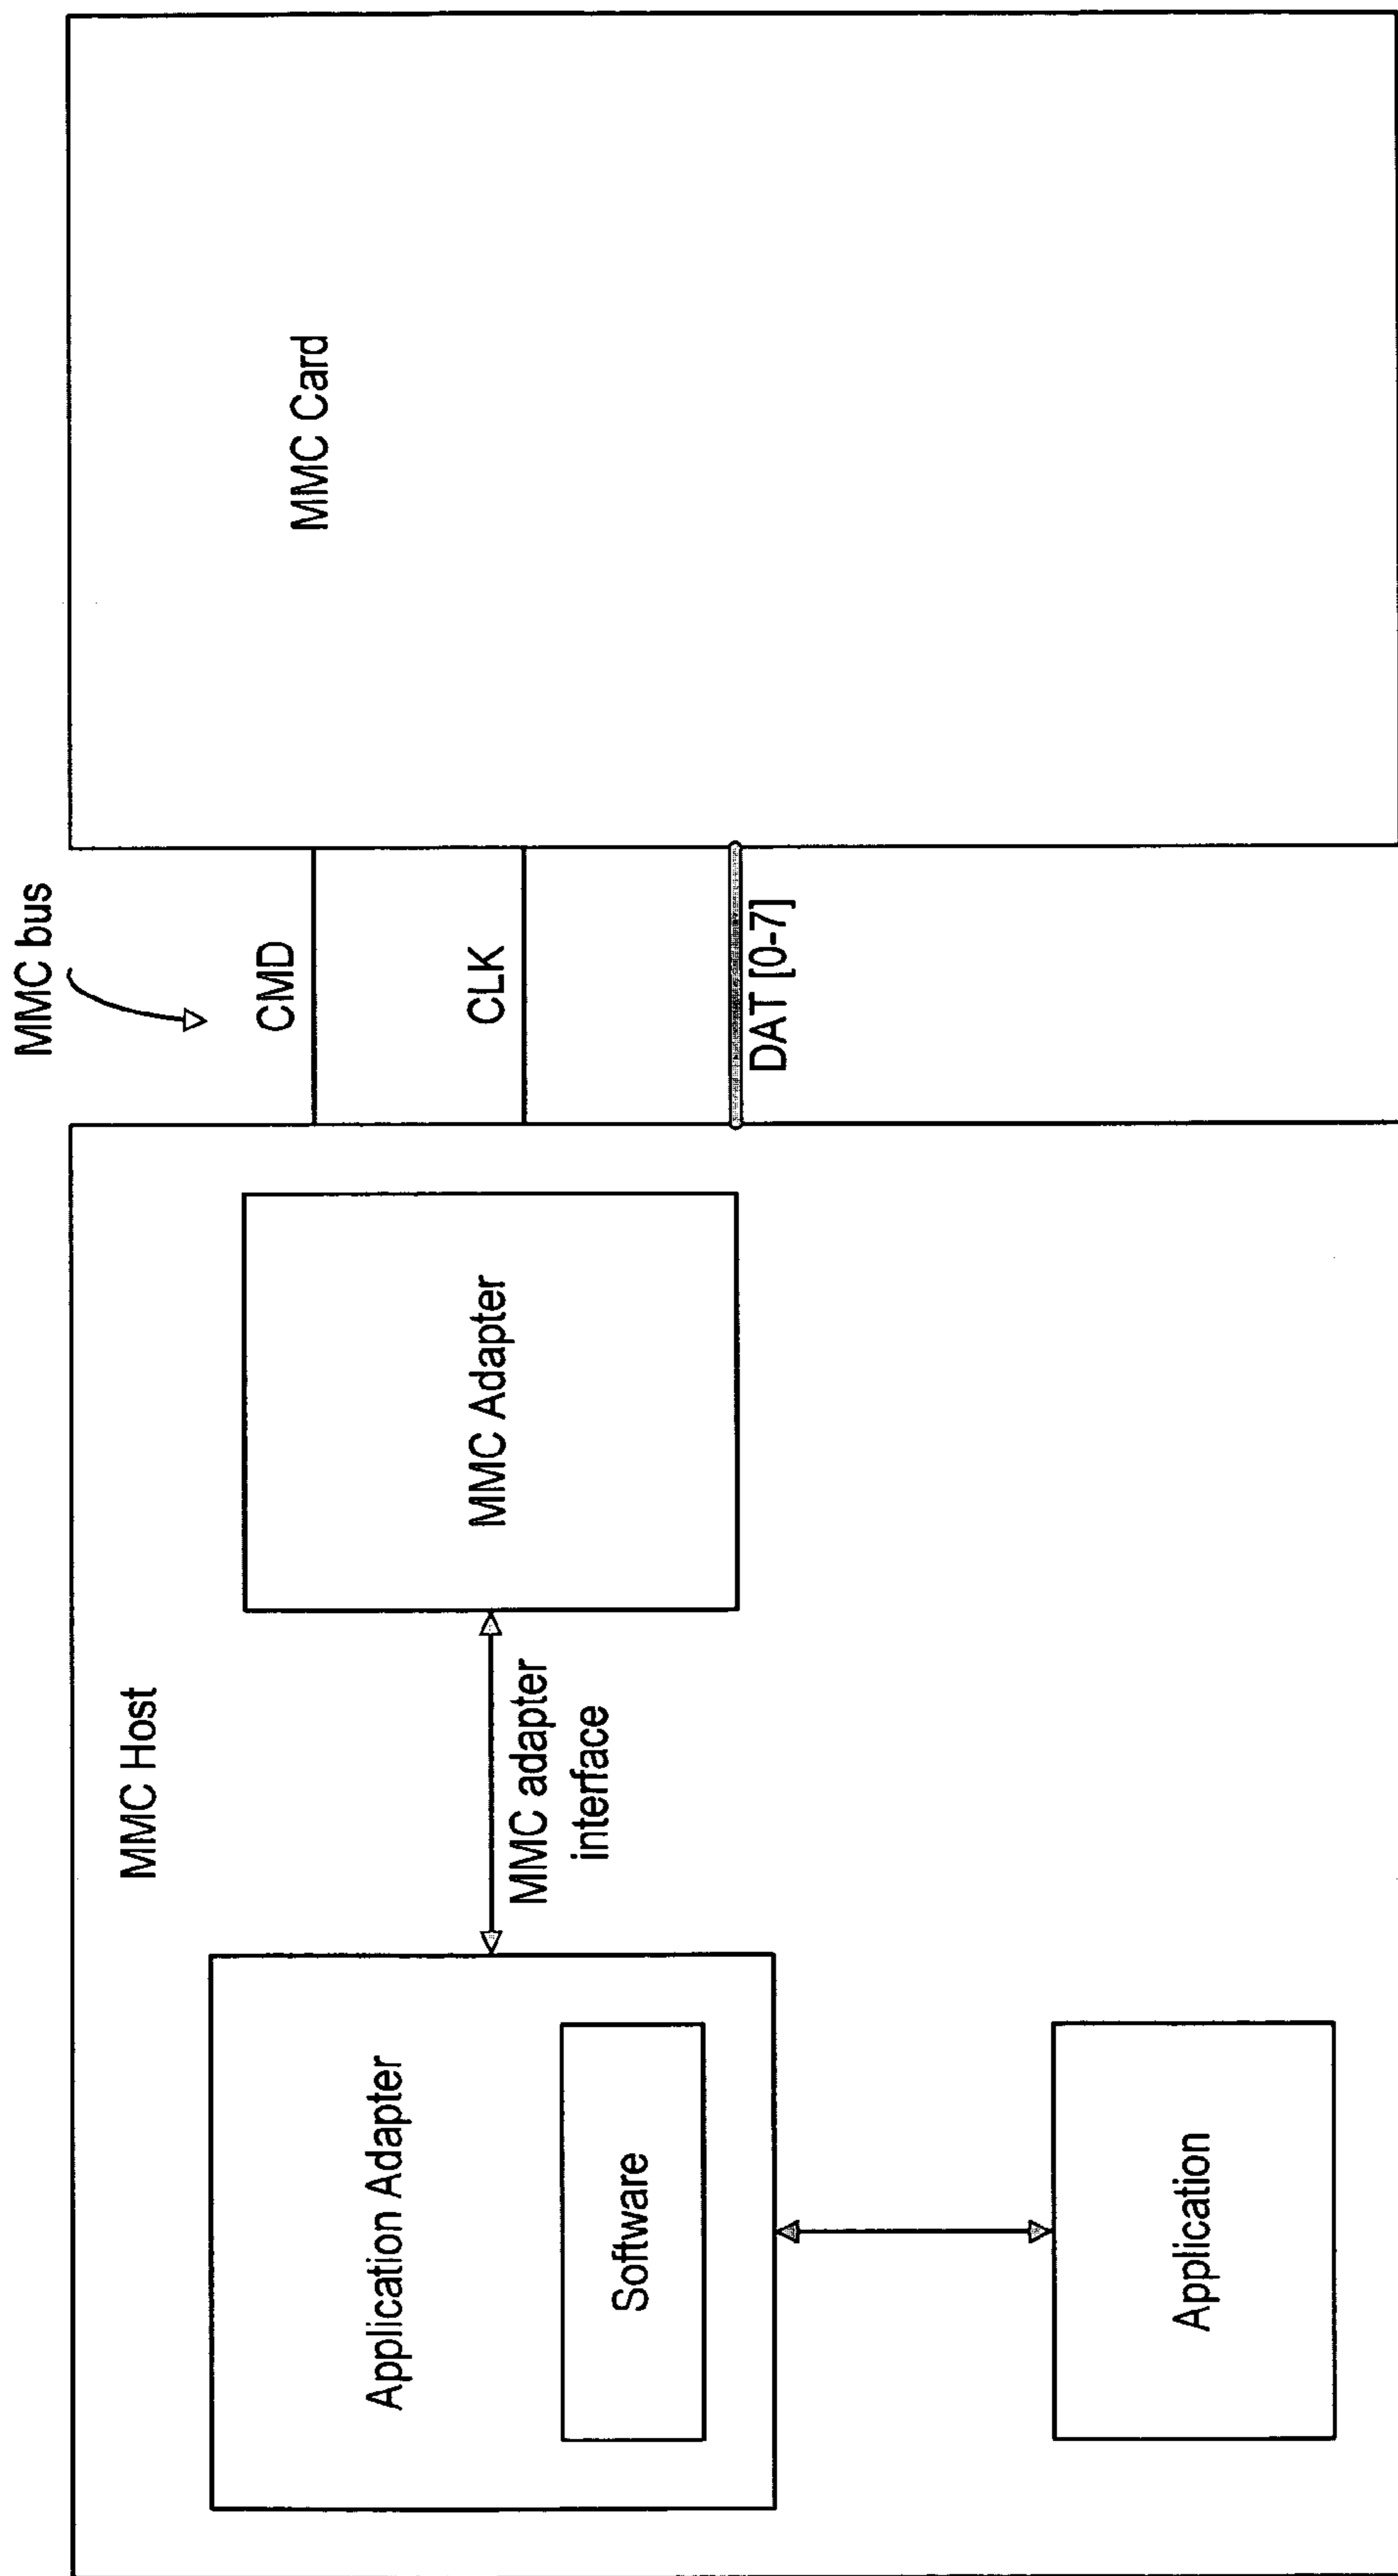 MMC Host
Application Adapter
Software
Application
MMC adapter
interface
MMC Adapter
MMC bus
CMD
CLK
DAT [0-7]
MMC Card